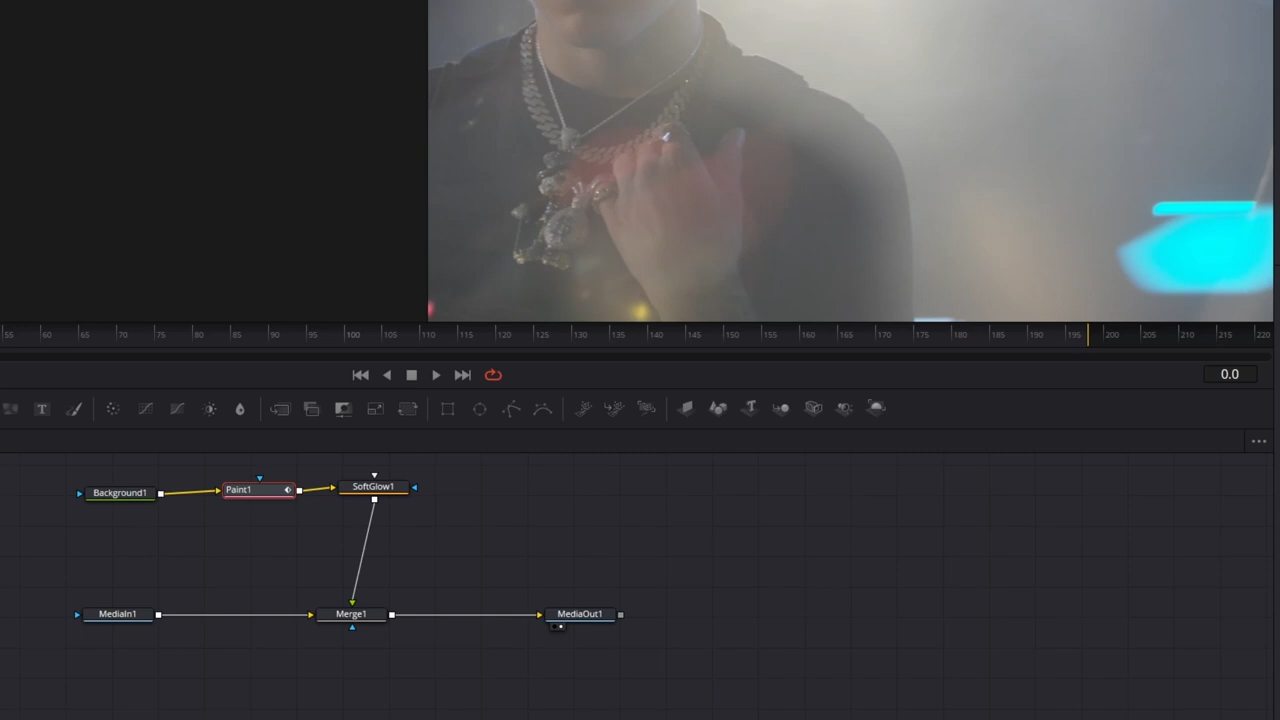 55 60 65 70 75 80 85 90 95 100 105 110 115 120 125 130 135 140 145 150 155 160 165 170 175 180 185 190 195 200 205 210 215 220
0.0
T
Background1 Paint1 SoftGlow1
MediaIn1 Merge1 MediaOut1